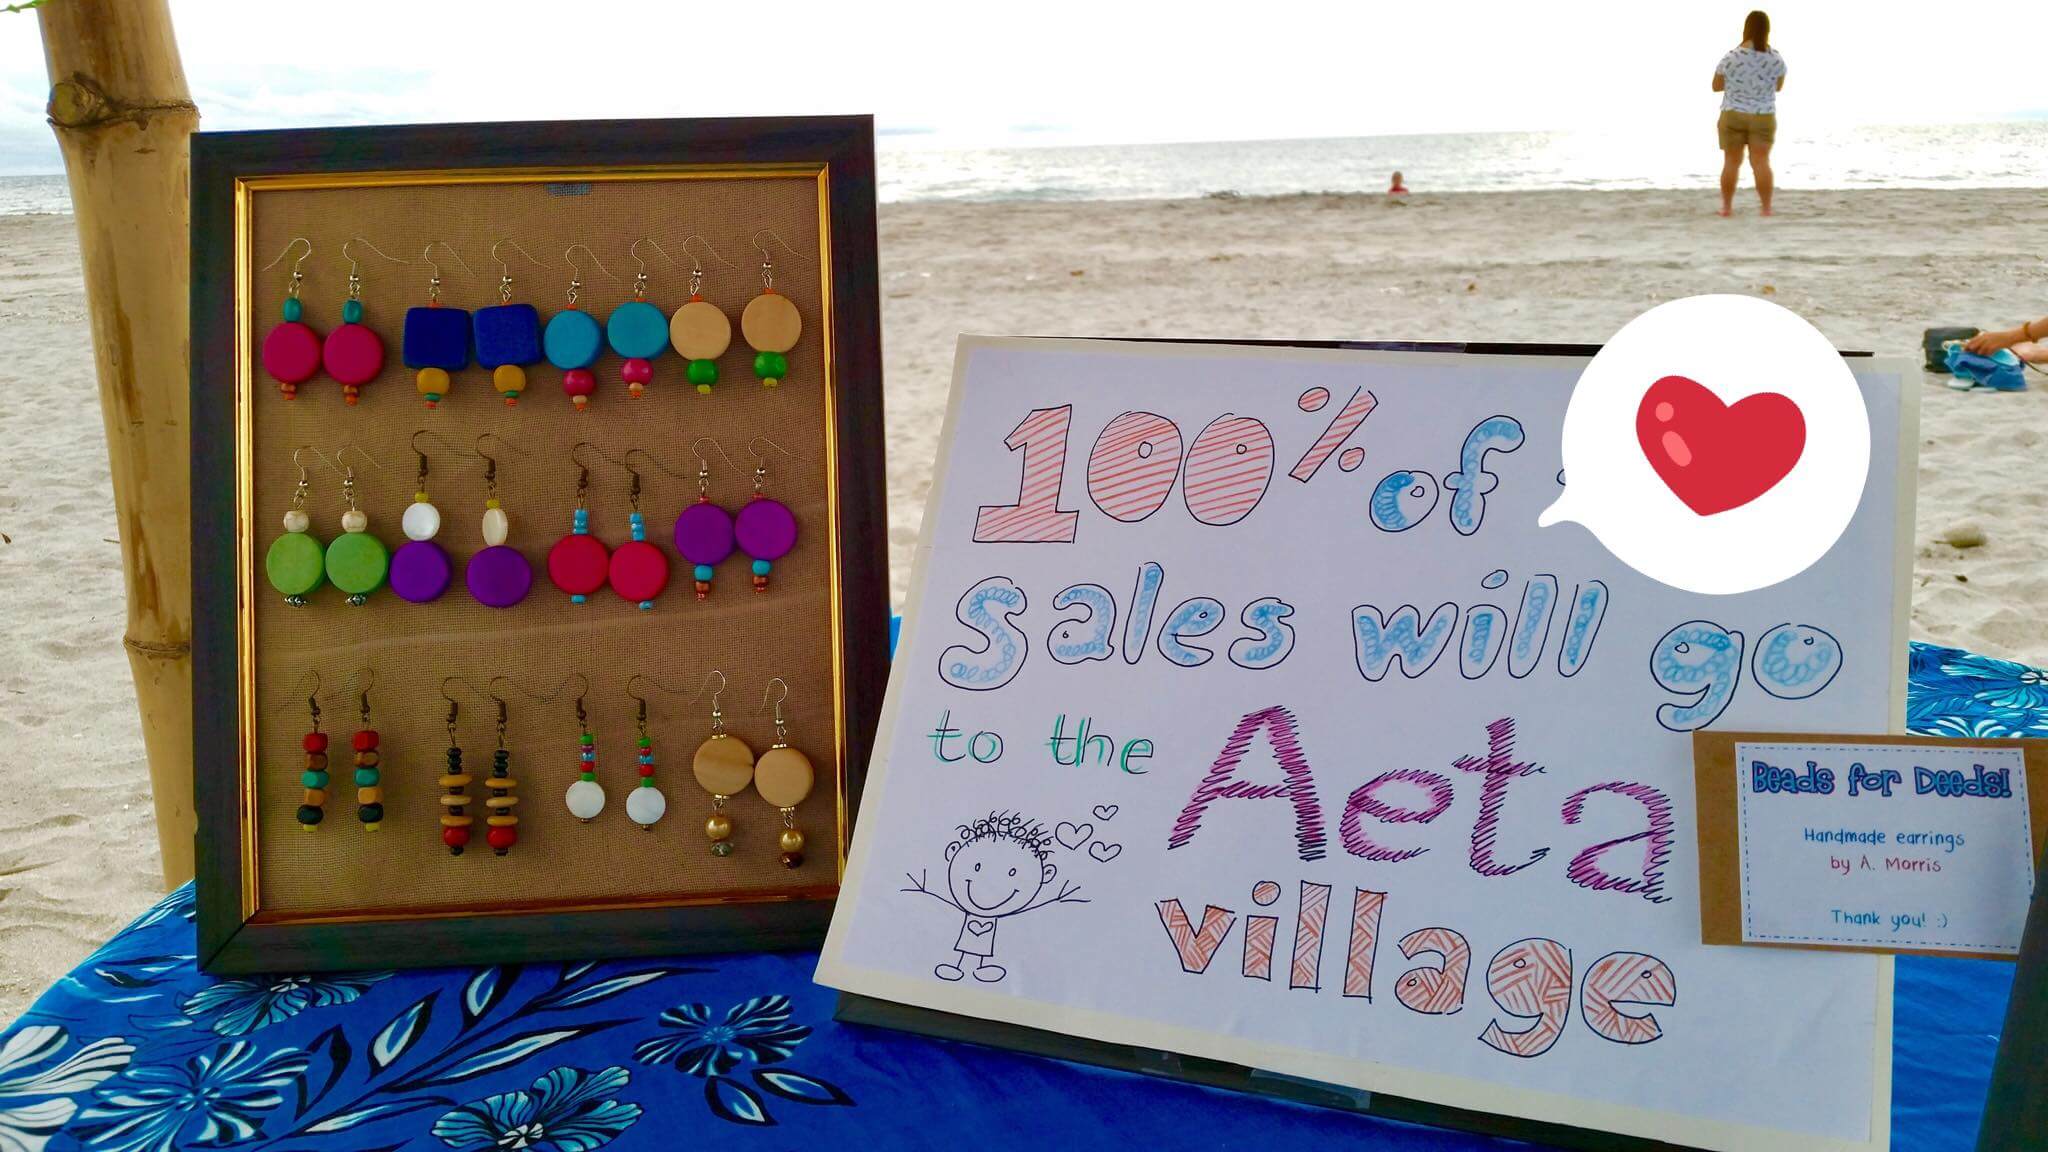 100% of
sales will go
to the Aeta
village
Beads for Deeds!
Handmade earrings
by A. Morris
Thank you! :)